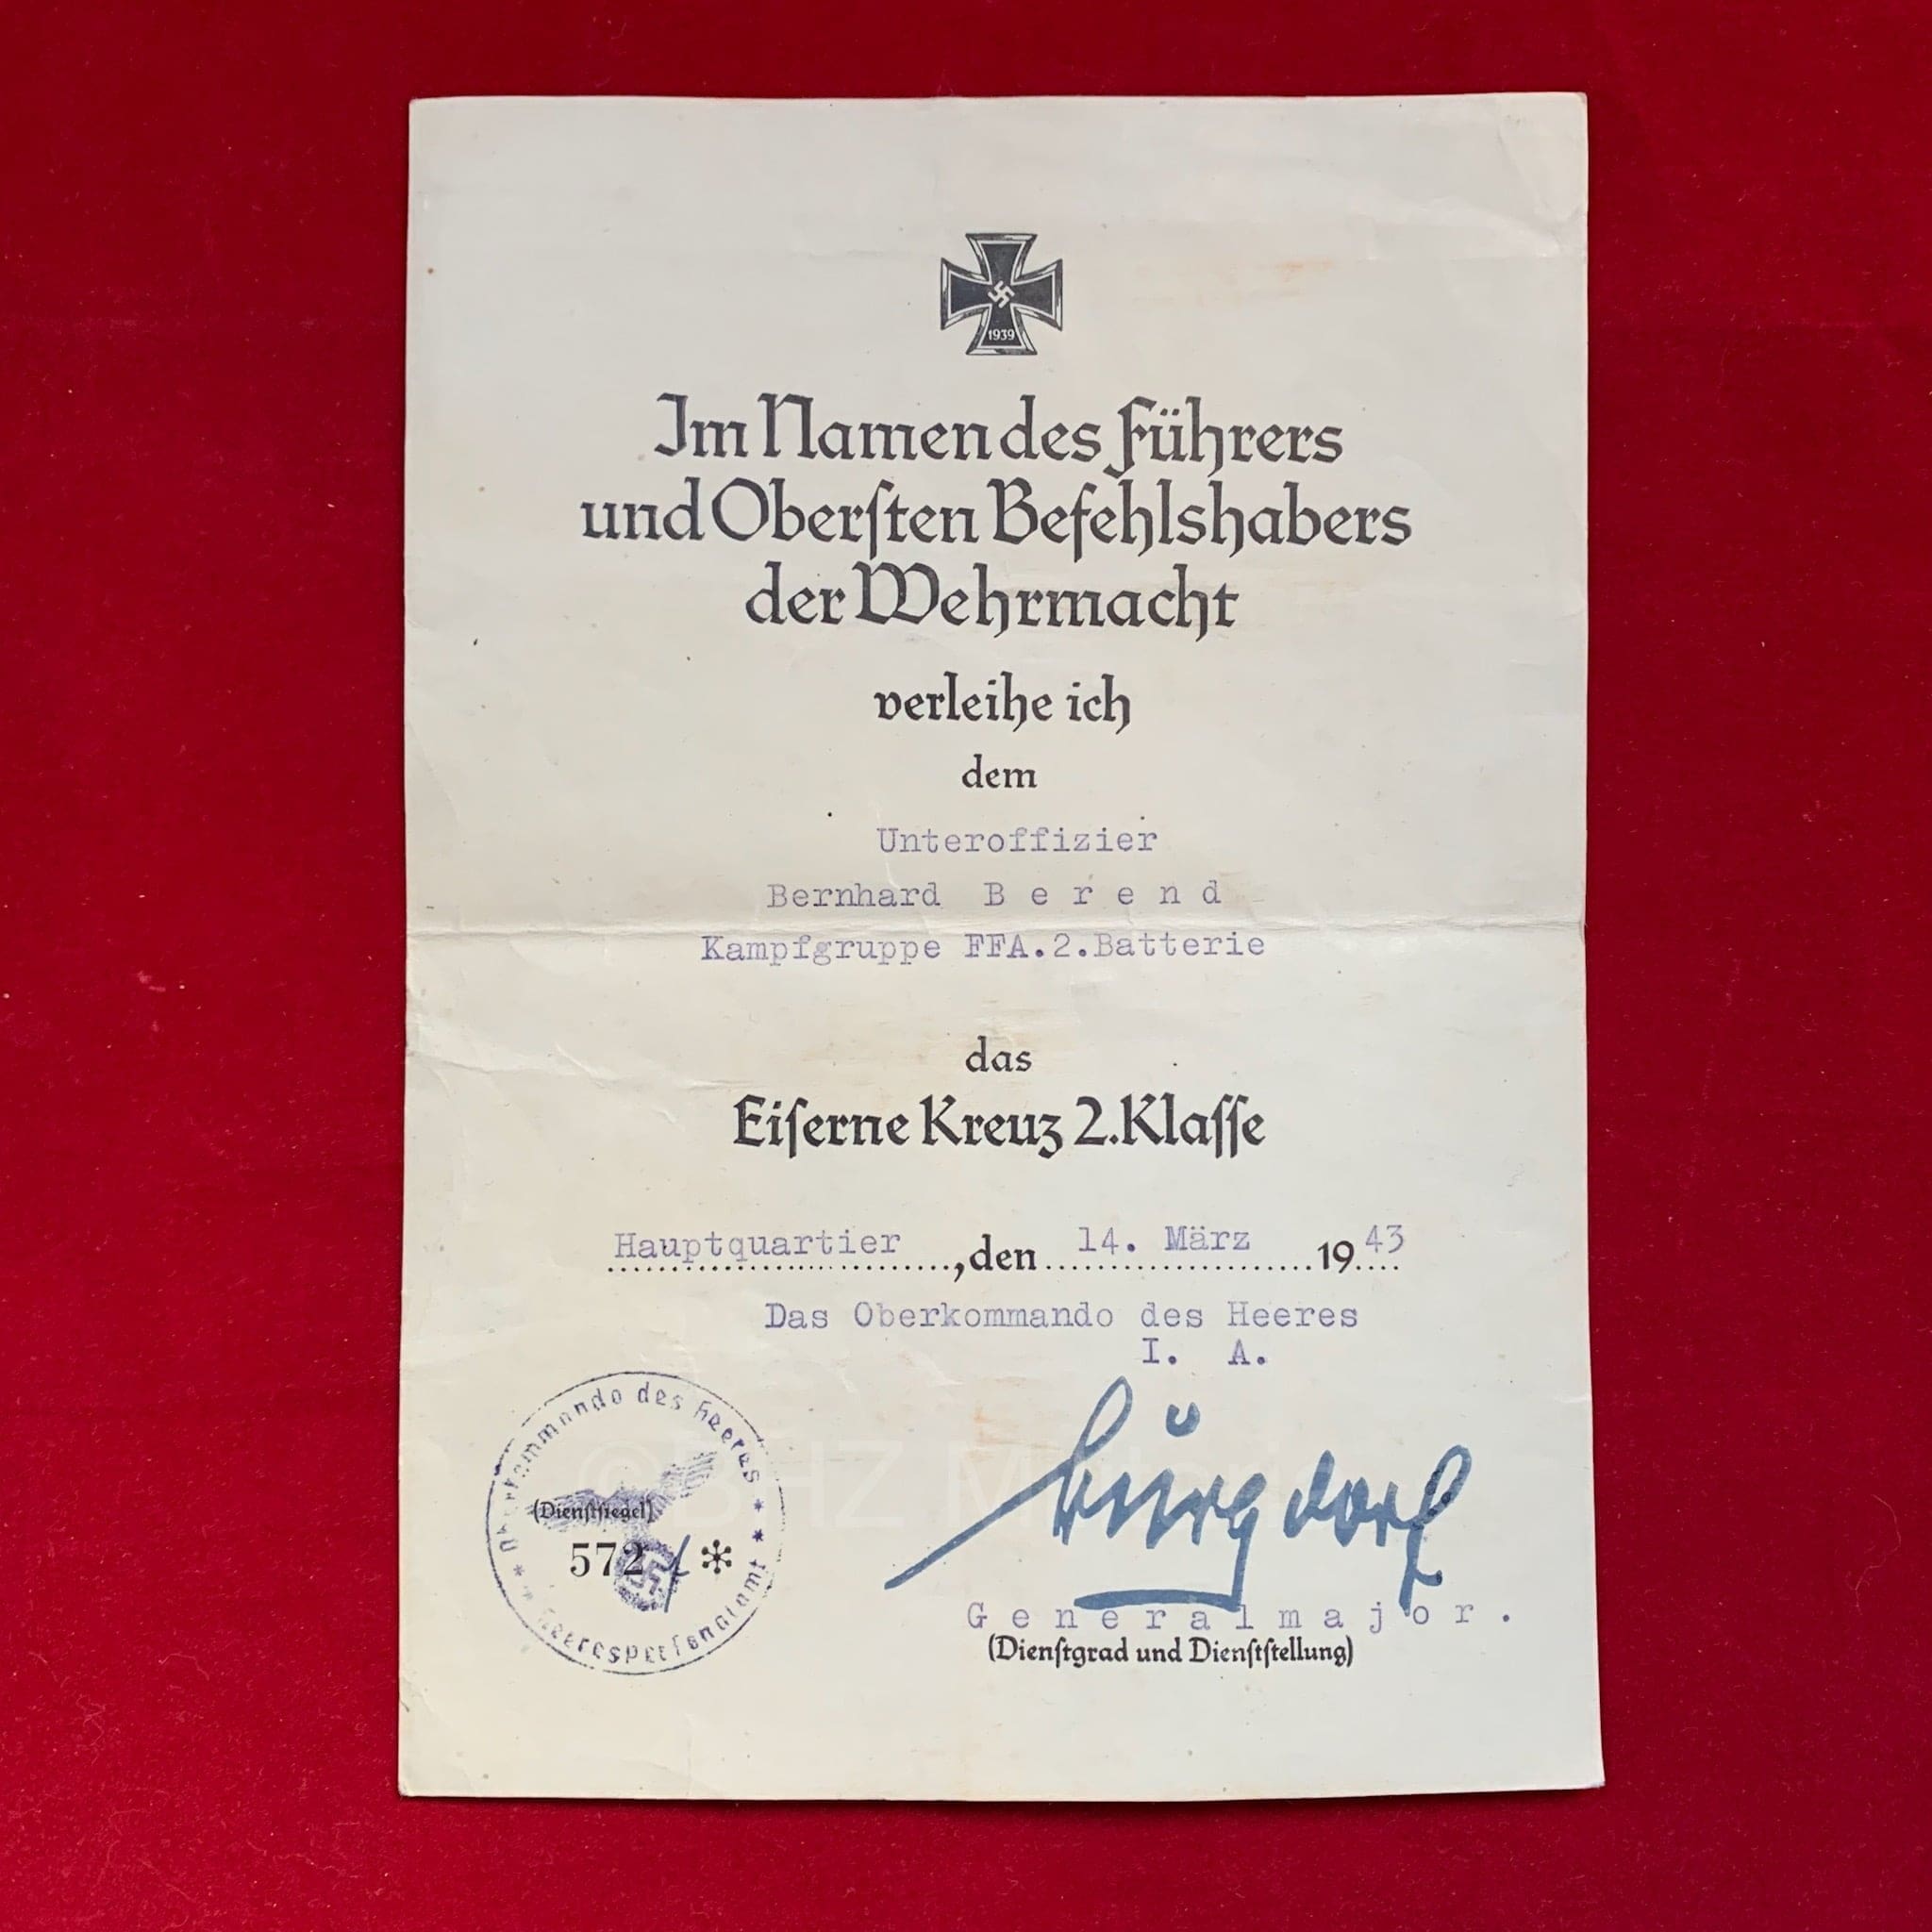 1939
Im Namen des Führers
und Oberſten Befehlshabers
der Wehrmacht
verleihe ich
dem
Unteroffizier
Bernhard B e r e n d
Kampfgruppe FFA.2.Batterie
das
Eiſerne Kreuz 2.Klaſſe
Hauptquartier ,den 14. März 1943
Das Oberkommando des Heeres
I. A.
Oberkommando des Heeres
(Dienſtſiegel)
572 *
Heerespersonalamt
Burgdorf
G e n e r a l m a j o r .
(Dienſtgrad und Dienſtſtellung)